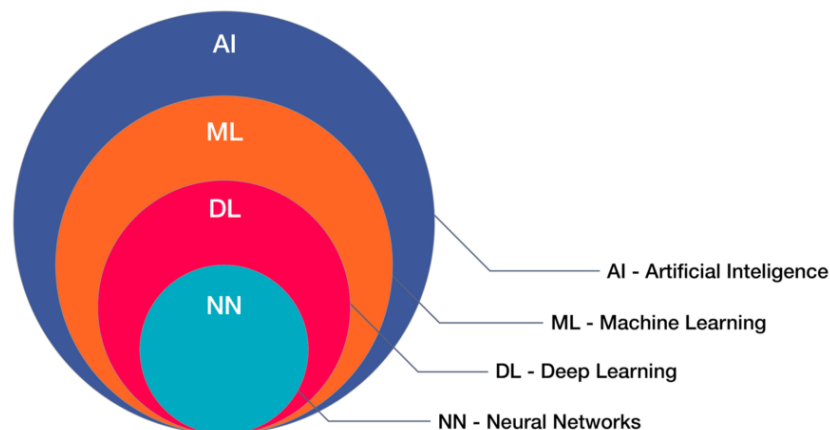 AI
ML
DL
NN
AI - Artificial Inteligence
ML - Machine Learning
DL - Deep Learning
NN - Neural Networks